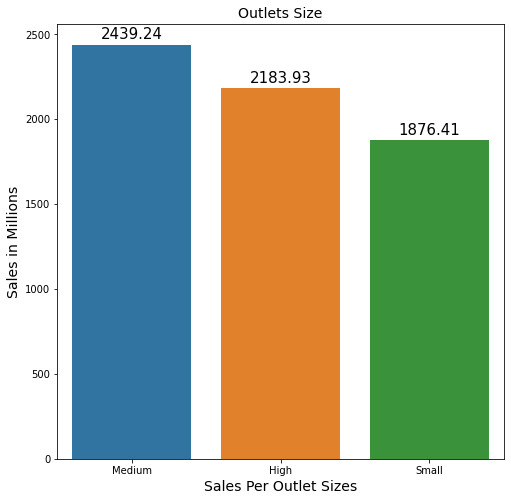 Outlets Size
2439.24
2183.93
1876.41
Sales in Millions
2500
2000
1500
1000
500
0
Medium High Small
Sales Per Outlet Sizes